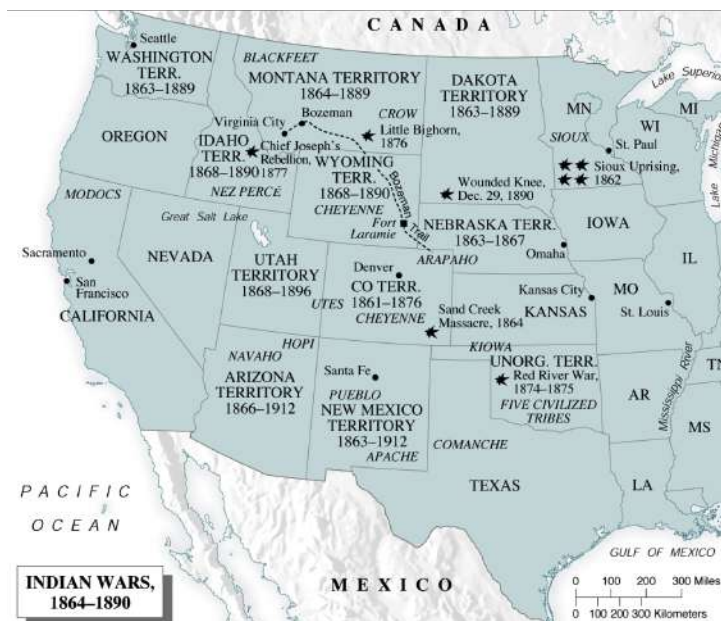 CANADA
Seattle
WASHINGTON
TERR.
1863–1889
BLACKFEET
MONTANA TERRITORY
1864–1889
DAKOTA
TERRITORY
1863–1889
Lake Superior
MN
MI
WI
Lake Michigan
OREGON
Virginia City
Bozeman
CROW
Little Bighorn,
1876
SIOUX
St. Paul
Sioux Uprising,
1862
IDAHO
TERR.
1868–1890
Chief Joseph's
Rebellion,
1877
NEZ PERCÉ
WYOMING
TERR.
1868–1890
CHEYENNE
Bozeman Trail
Fort
Laramie
Wounded Knee,
Dec. 29, 1890
NEBRASKA TERR.
1863–1867
IOWA
Omaha
MODOCS
Great Salt Lake
Sacramento
San
Francisco
CALIFORNIA
NEVADA
UTAH
TERRITORY
1868–1896
UTES
ARAPAHO
Denver
CO TERR.
1861–1876
CHEYENNE
Sand Creek
Massacre, 1864
KANSAS
Kansas City
MO
St. Louis
IL
HOPI
NAVAHO
ARIZONA
TERRITORY
1866–1912
Santa Fe
PUEBLO
NEW MEXICO
TERRITORY
1863–1912
APACHE
KIOWA
UNORG. TERR.
Red River War,
1874–1875
FIVE CIVILIZED
TRIBES
COMANCHE
TEXAS
AR
Mississippi River
TN
MS
LA
PACIFIC
OCEAN
MEXICO
GULF OF MEXICO
INDIAN WARS,
1864–1890
0 100 200 300 Miles
0 100 200 300 Kilometers